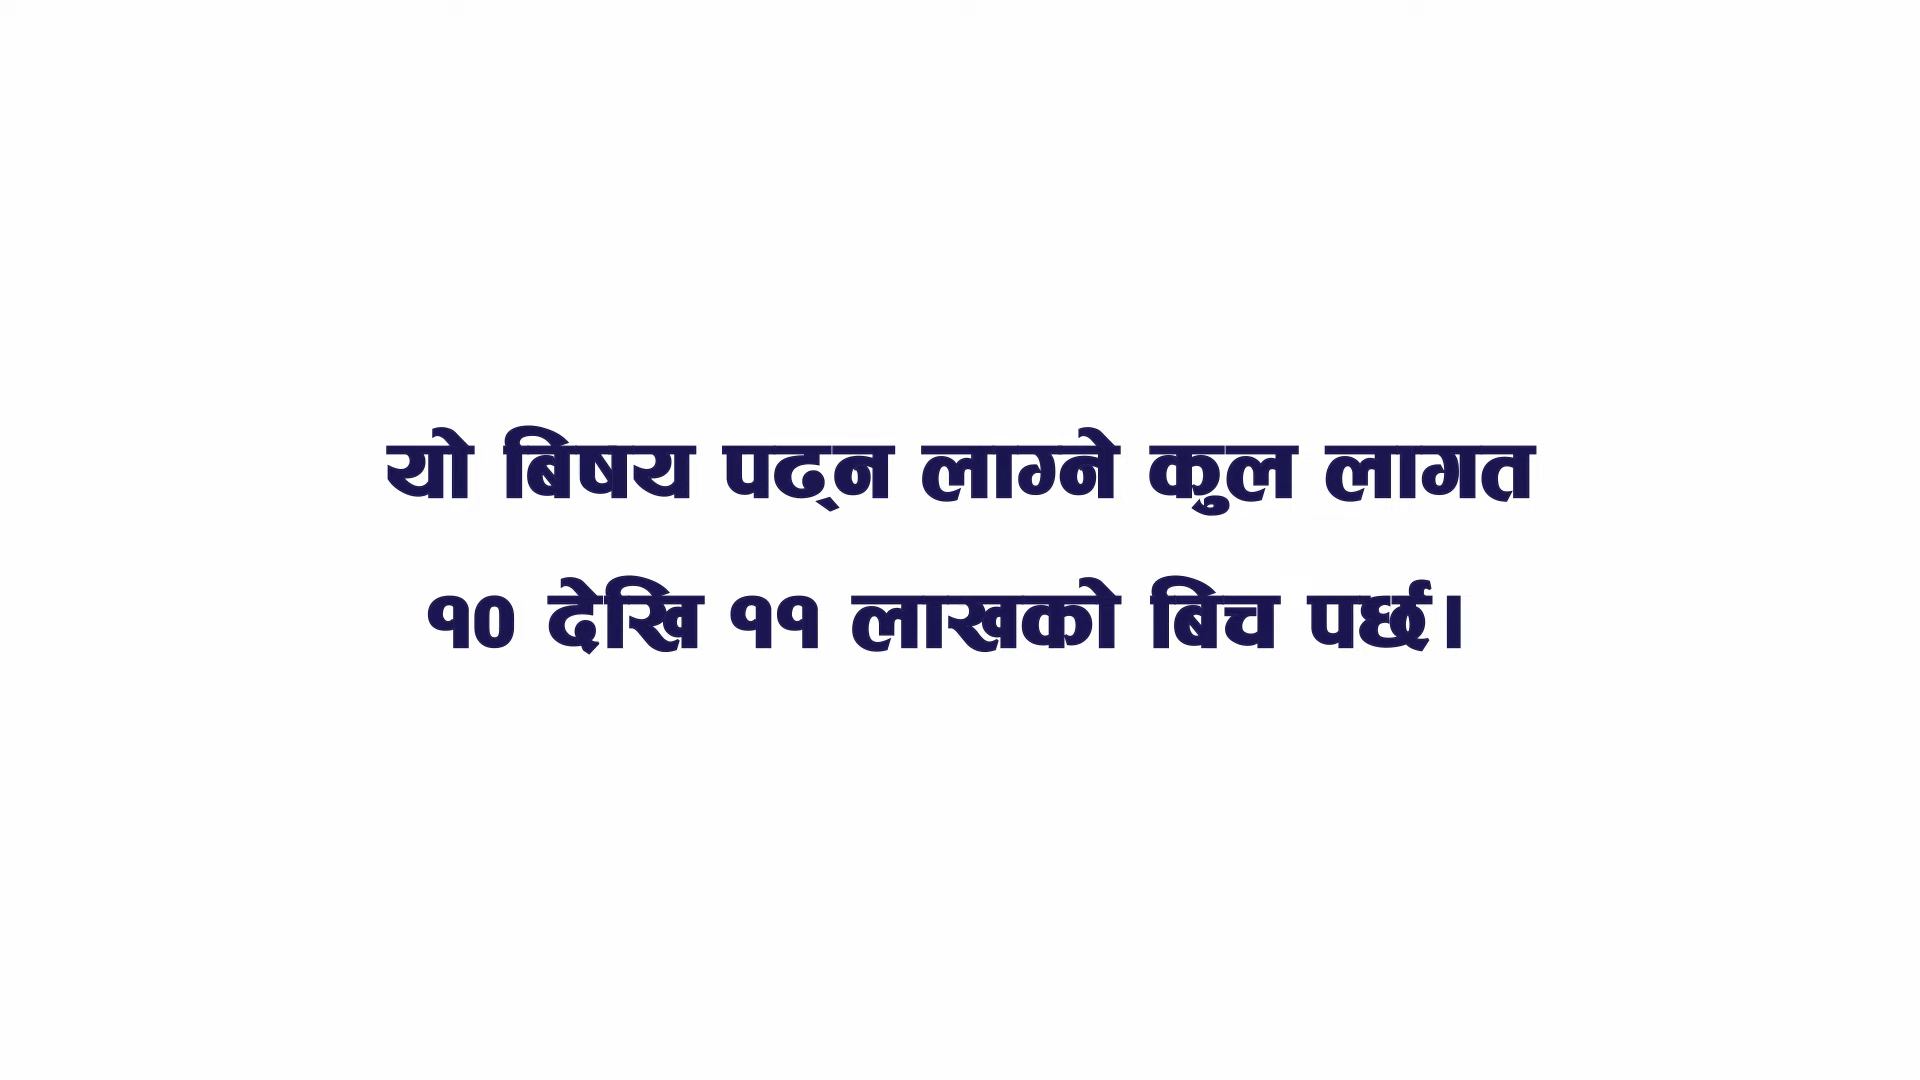 यो बिषय पढ्न लाग्ने कुल लागत
१० देखि ११ लाखको बिच पर्छ।